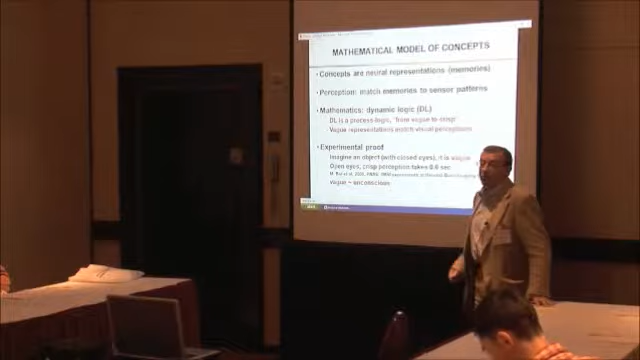 MATHEMATICAL MODEL OF CONCEPTS
• Concepts are neural representations (memories)
• Perception: match memories to sensor patterns
• Mathematics: dynamic logic (DL)
DL is a process-logic, "from vague to crisp"
Vague representations match visual perceptions
• Experimental proof
Imagine an object (with closed eyes), it is vague
Open eyes, crisp perception takes 0.6 sec
Vague ~ unconscious